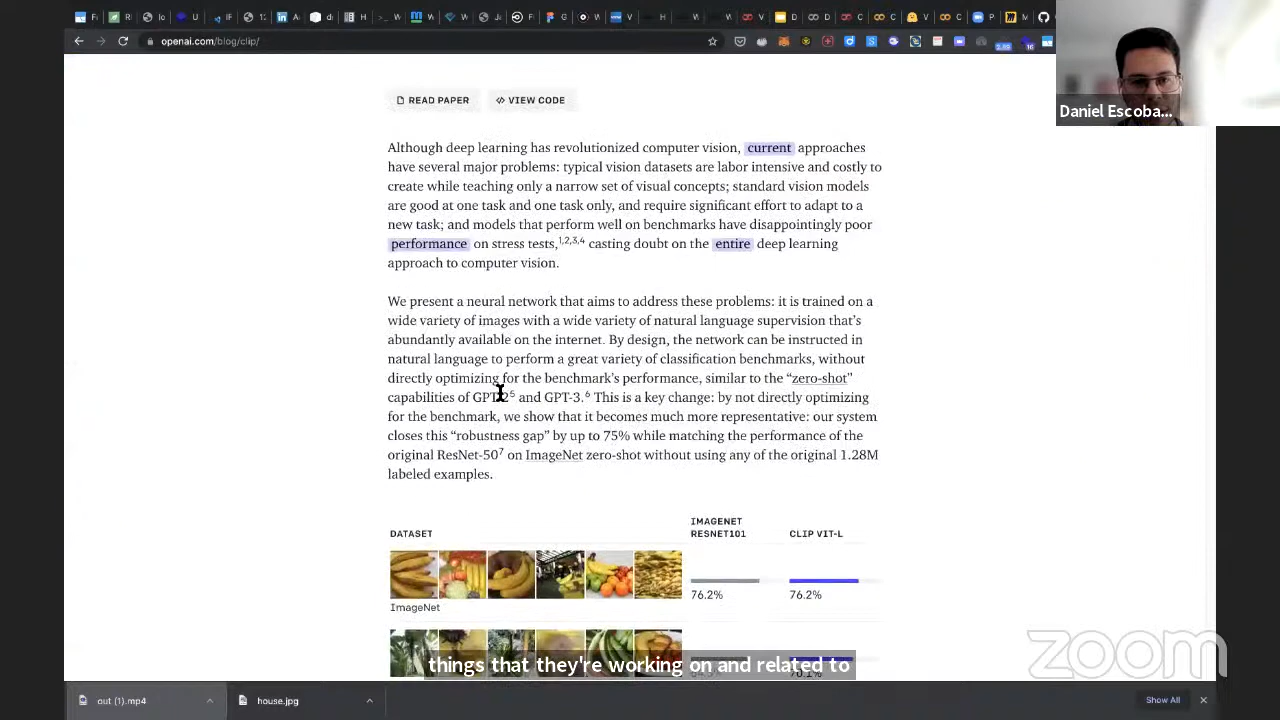 openai.com/blog/clip/
Daniel Escoba...
READ PAPER
VIEW CODE
Although deep learning has revolutionized computer vision, current approaches
have several major problems: typical vision datasets are labor intensive and costly to
create while teaching only a narrow set of visual concepts; standard vision models
are good at one task and one task only, and require significant effort to adapt to a
new task; and models that perform well on benchmarks have disappointingly poor
performance on stress tests,1,2,3,4 casting doubt on the entire deep learning
approach to computer vision.
We present a neural network that aims to address these problems: it is trained on a
wide variety of images with a wide variety of natural language supervision that's
abundantly available on the internet. By design, the network can be instructed in
natural language to perform a great variety of classification benchmarks, without
directly optimizing for the benchmark's performance, similar to the “zero-shot”
capabilities of GPT-2⁵ and GPT-3.⁶ This is a key change: by not directly optimizing
for the benchmark, we show that it becomes much more representative: our system
closes this “robustness gap” by up to 75% while matching the performance of the
original ResNet-50⁷ on ImageNet zero-shot without using any of the original 1.28M
labeled examples.
DATASET
IMAGENET
RESNET101
CLIP VIT-L
76.2%
76.2%
ImageNet
things that they're working on and related to
zoom
out (1).mp4
house.jpg
Show All